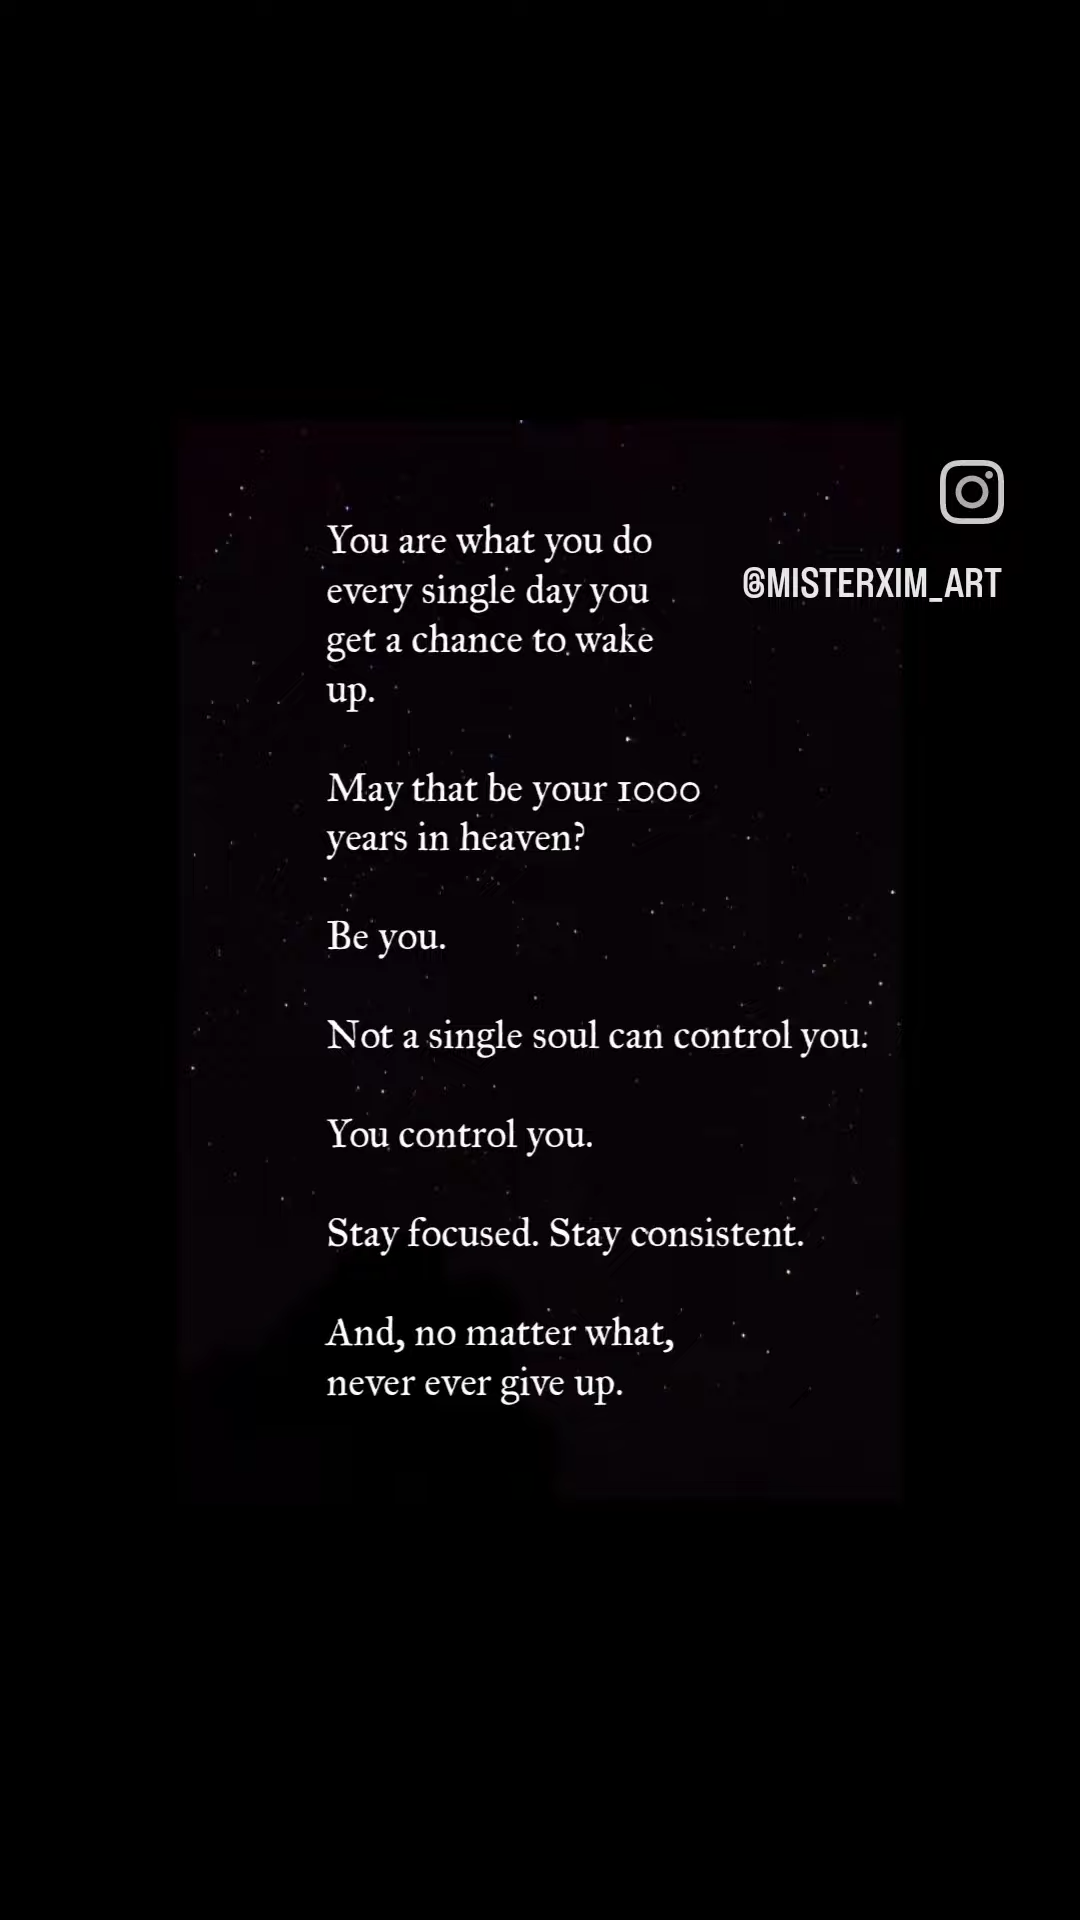 You are what you do
every single day you
get a chance to wake
up.
May that be your 1000
years in heaven?
Be you.
Not a single soul can control you.
You control you.
Stay focused. Stay consistent.
And, no matter what,
never ever give up.
@MISTERXIM_ART